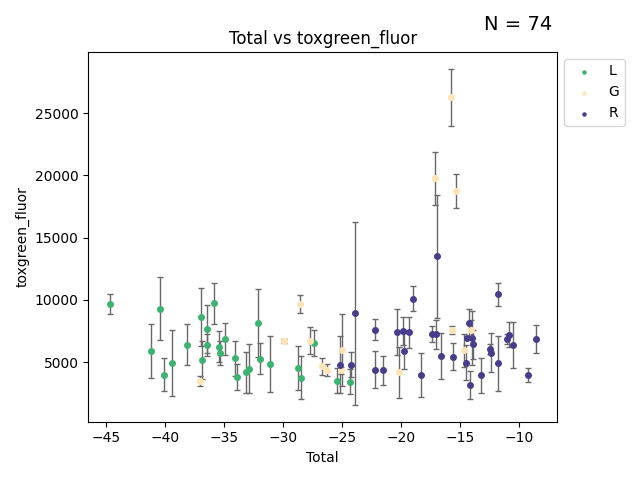 N = 74
Total vs toxgreen_fluor
L
G
R
25000
20000
15000
10000
5000
toxgreen_fluor
−45 −40 −35 −30 −25 −20 −15 −10
Total